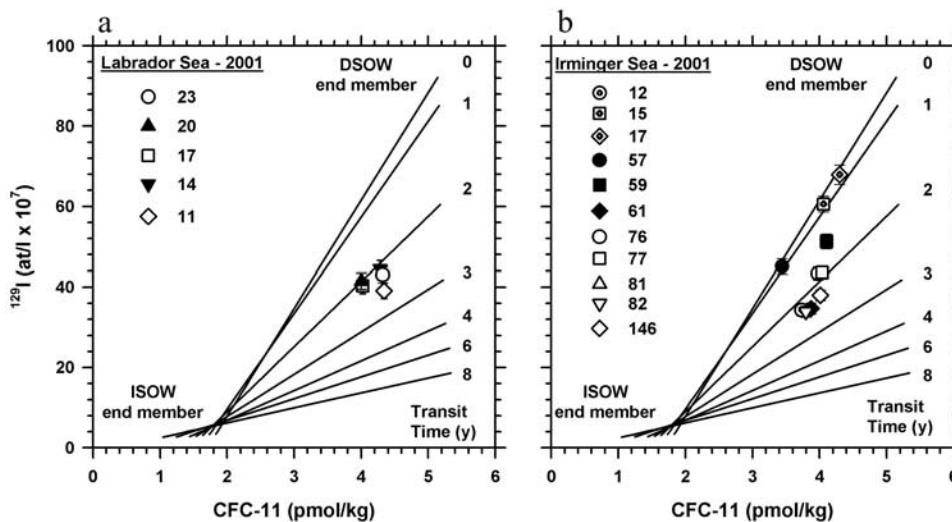 a
100
80
60
40
20
0
129I (at/l x 10^7)
Labrador Sea - 2001
23
20
17
14
11
DSOW
end member
0
1
2
3
4
6
8
ISOW
end member
Transit
Time (y)
0 1 2 3 4 5 6
CFC-11 (pmol/kg)
b
Irminger Sea - 2001
12
15
17
57
59
61
76
77
81
82
146
DSOW
end member
0
1
2
3
4
6
8
ISOW
end member
Transit
Time (y)
0 1 2 3 4 5 6
CFC-11 (pmol/kg)